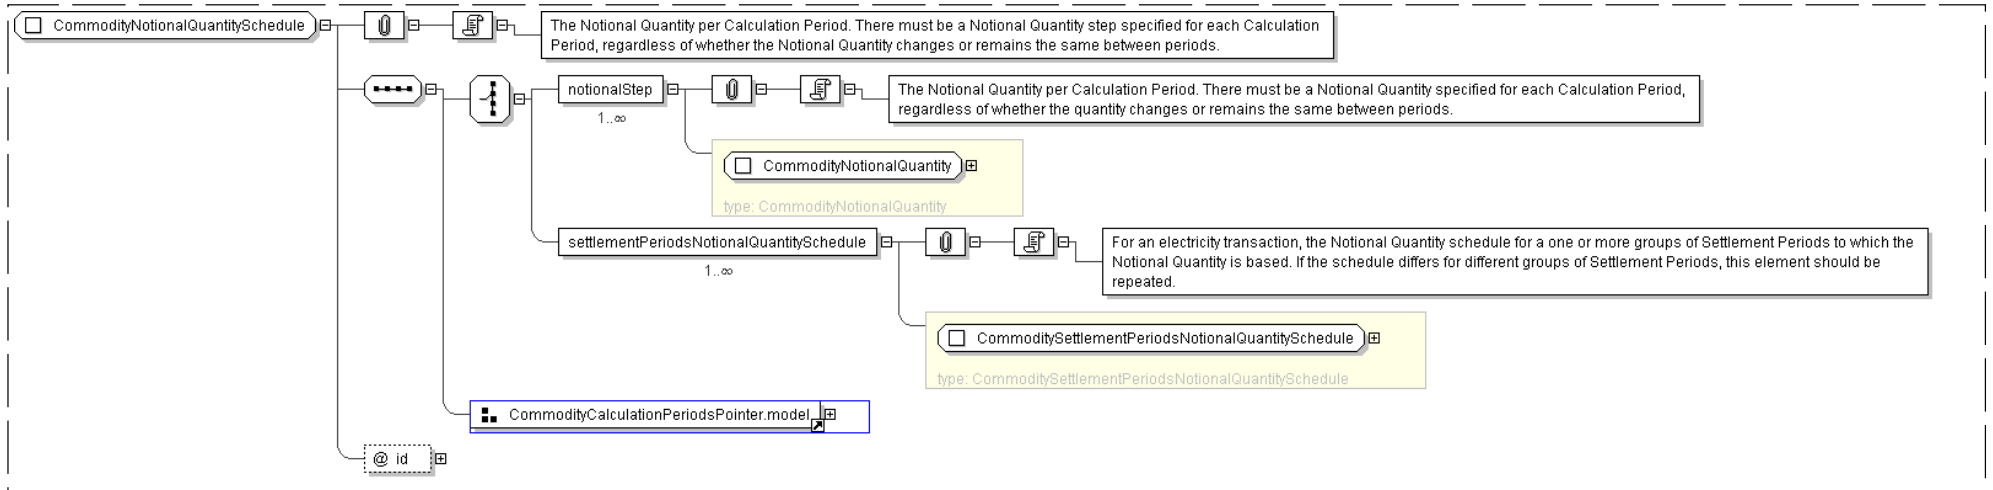 CommodityNotionalQuantitySchedule
The Notional Quantity per Calculation Period. There must be a Notional Quantity step specified for each Calculation
Period, regardless of whether the Notional Quantity changes or remains the same between periods.
notionalStep
1..∞
The Notional Quantity per Calculation Period. There must be a Notional Quantity specified for each Calculation Period,
regardless of whether the quantity changes or remains the same between periods.
CommodityNotionalQuantity
type: CommodityNotionalQuantity
settlementPeriodsNotionalQuantitySchedule
1..∞
For an electricity transaction, the Notional Quantity schedule for a one or more groups of Settlement Periods to which the
Notional Quantity is based. If the schedule differs for different groups of Settlement Periods, this element should be
repeated.
CommoditySettlementPeriodsNotionalQuantitySchedule
type: CommoditySettlementPeriodsNotionalQuantitySchedule
CommodityCalculationPeriodsPointer.model
@ id